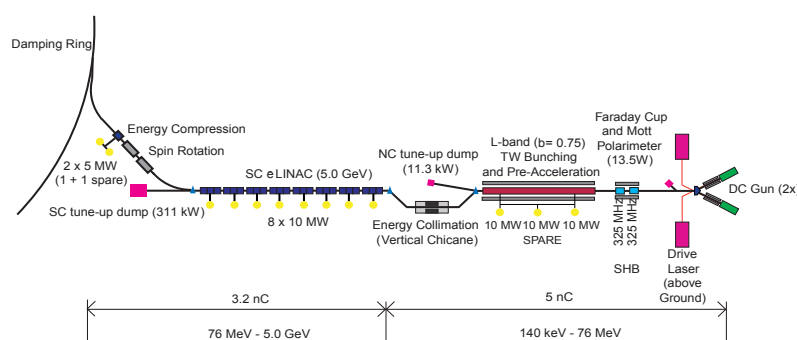 Damping Ring
Energy Compression
Spin Rotation
2 x 5 MW
(1 + 1 spare)
SC tune-up dump (311 kW)
SC eLINAC (5.0 GeV)
8 x 10 MW
NC tune-up dump
(11.3 kW)
Energy Collimation
(Vertical Chicane)
L-band (b= 0.75)
TW Bunching
and Pre-Acceleration
10 MW 10 MW 10 MW
SPARE
Faraday Cup
and Mott
Polarimeter
(13.5W)
325 MHz
325 MHz
SHB
DC Gun (2x)
Drive
Laser
(above
Ground)
3.2 nC
5 nC
76 MeV - 5.0 GeV
140 keV - 76 MeV